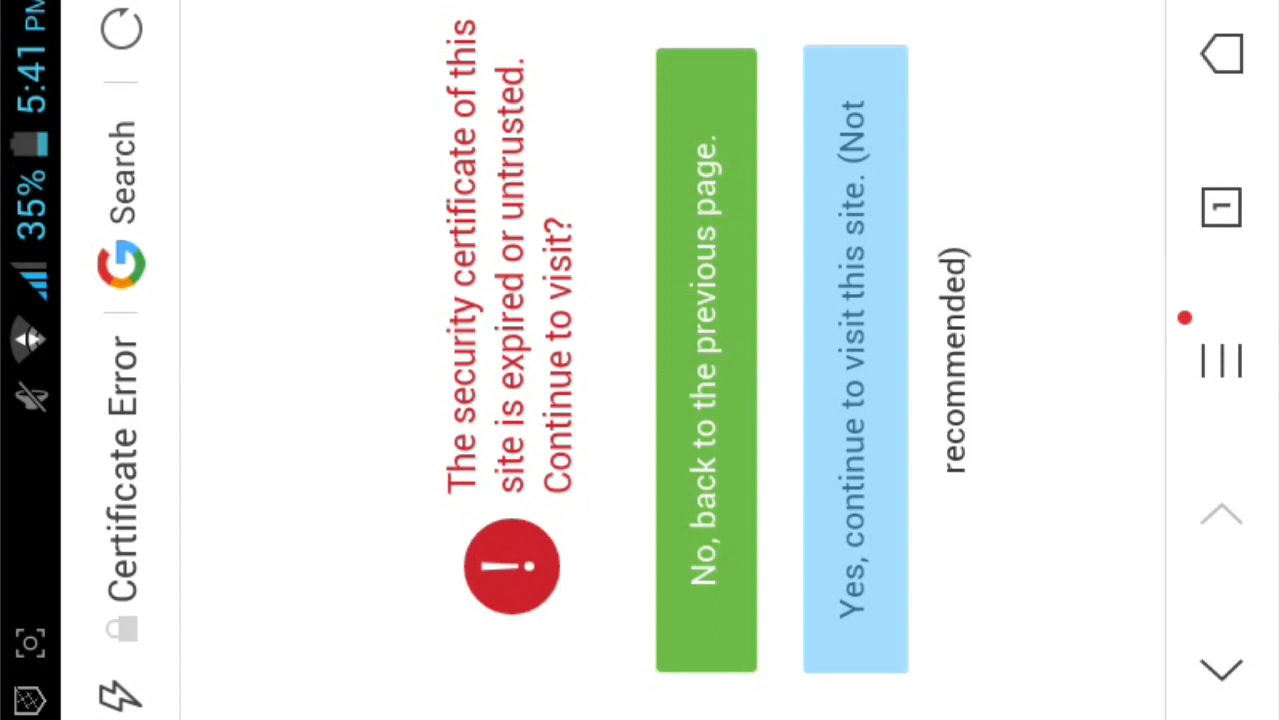 35% 5:41 PM
Certificate Error
Search
The security certificate of this
site is expired or untrusted.
Continue to visit?
No, back to the previous page.
Yes, continue to visit this site. (Not
recommended)
1